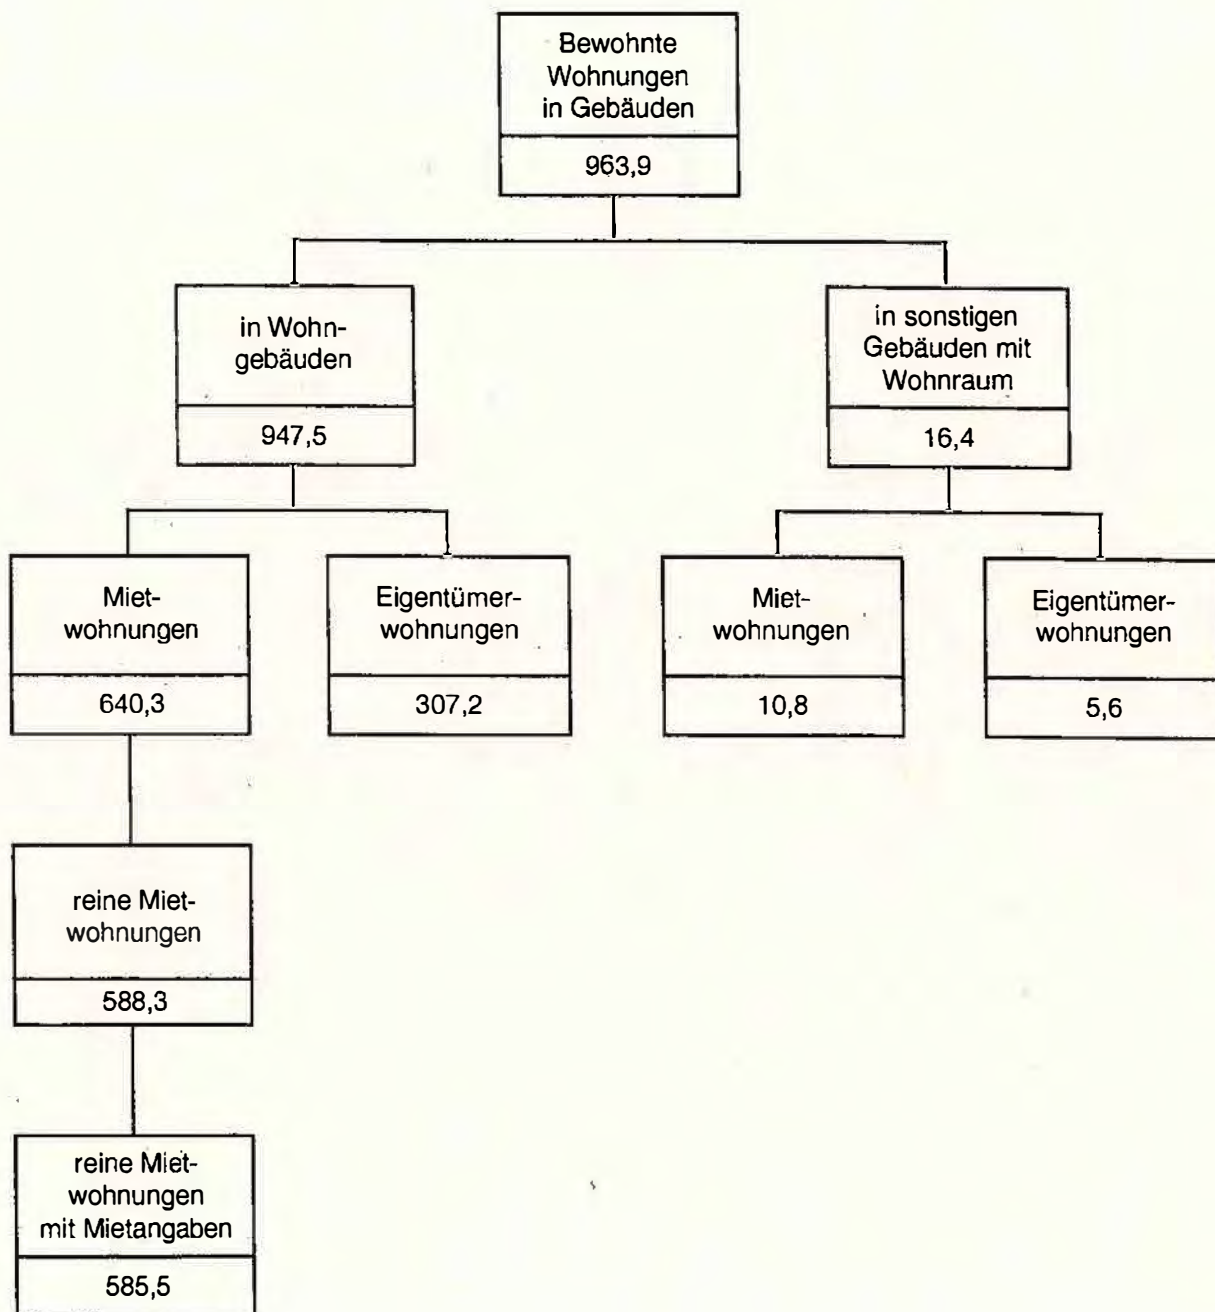 Bewohnte
Wohnungen
in Gebäuden
963,9
in Wohn-
gebäuden
947,5
in sonstigen
Gebäuden mit
Wohnraum
16,4
Miet-
wohnungen
640,3
Eigentümer-
wohnungen
307,2
Miet-
wohnungen
10,8
Eigentümer-
wohnungen
5,6
reine Miet-
wohnungen
588,3
reine Miet-
wohnungen
mit Mietangaben
585,5